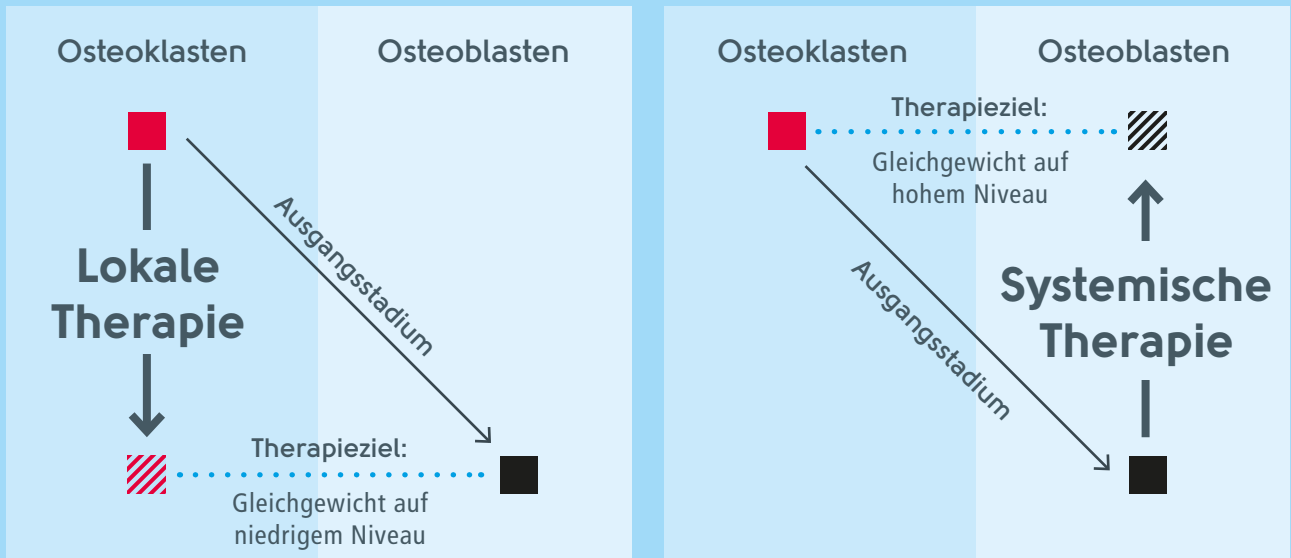 Osteoklasten
Osteoblasten
Ausgangsstadium
Lokale
Therapie
Therapieziel:
Gleichgewicht auf
niedrigem Niveau
Osteoklasten
Osteoblasten
Therapieziel:
Gleichgewicht auf
hohem Niveau
Ausgangsstadium
Systemische
Therapie